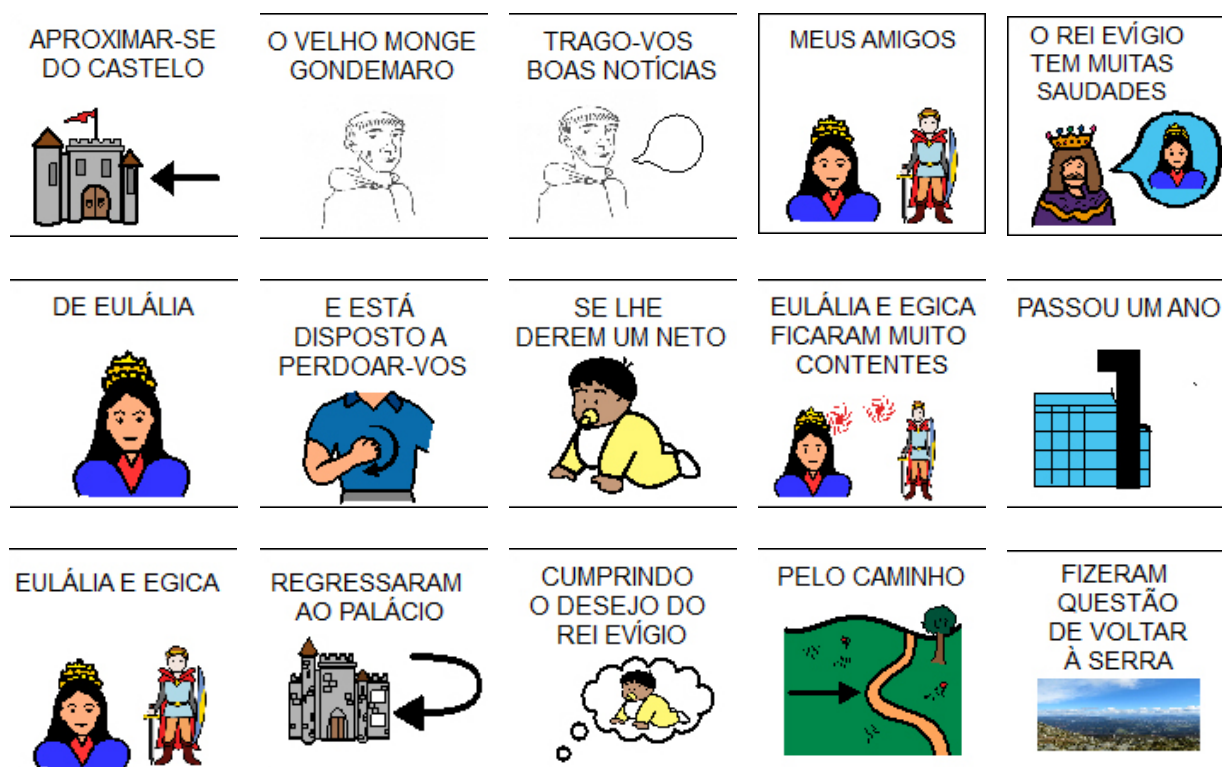 APROXIMAR-SE
DO CASTELO
O VELHO MONGE
GONDEMARO
TRAGO-VOS
BOAS NOTÍCIAS
MEUS AMIGOS
O REI EVÍGIO
TEM MUITAS
SAUDADES
DE EULÁLIA
E ESTÁ
DISPOSTO A
PERDOAR-VOS
SE LHE
DEREM UM NETO
EULÁLIA E EGICA
FICARAM MUITO
CONTENTES
PASSOU UM ANO
1
EULÁLIA E EGICA
REGRESSARAM
AO PALÁCIO
CUMPRINDO
O DESEJO DO
REI EVÍGIO
PELO CAMINHO
FIZERAM
QUESTÃO
DE VOLTAR
À SERRA